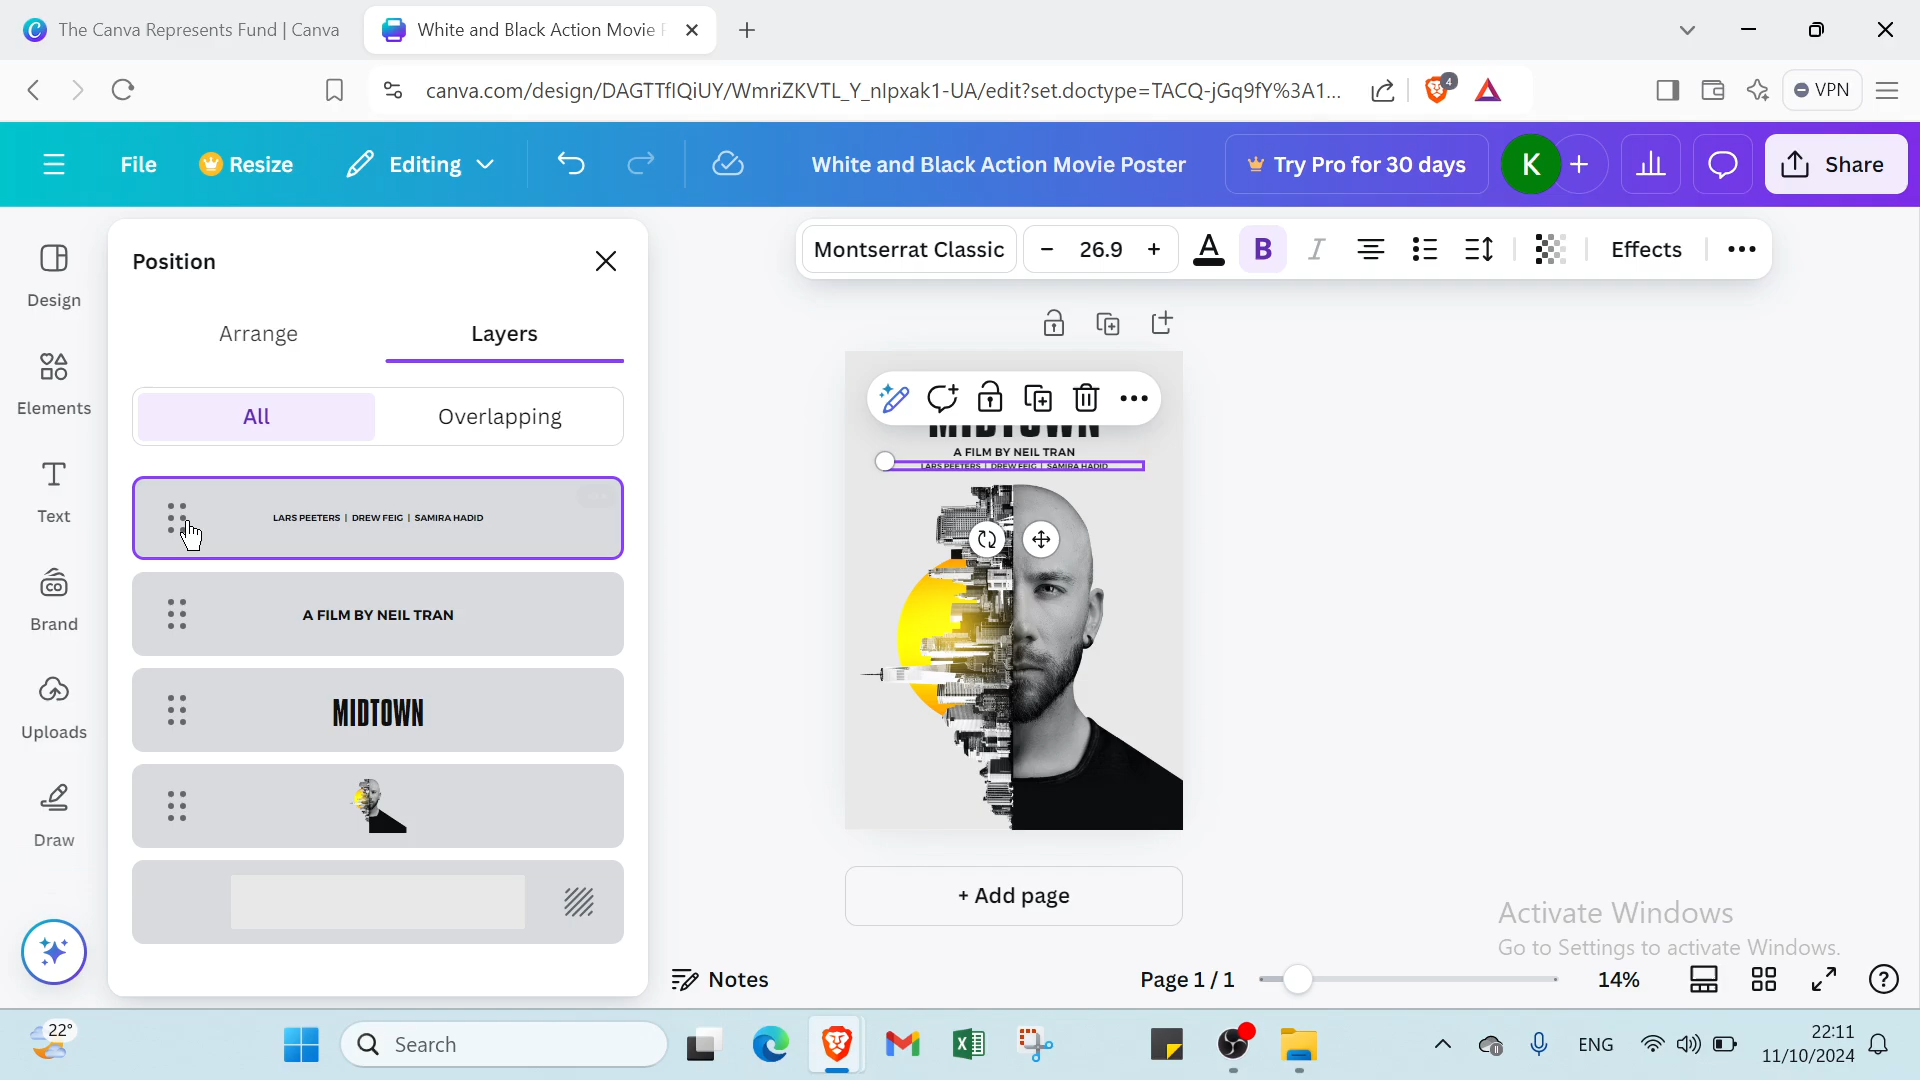 The Canva Represents Fund | Canva
White and Black Action Movie
canva.com/design/DAGTTflQiUY/WmriZKVTL_Y_nlpxak1-UA/edit?set.doctype=TACQ-jGq9fY%3A1...
4
VPN
File
Resize
Editing
White and Black Action Movie Poster
Try Pro for 30 days
K
Share
Position
Montserrat Classic
26.9
A
B
I
Effects
Arrange
Layers
All
Overlapping
Design
Elements
Text
Brand
Uploads
Draw
LARS PEETERS | DREW FEIG | SAMIRA HADID
A FILM BY NEIL TRAN
MIDTOWN
MIDTOWN
A FILM BY NEIL TRAN
LARS PEETERS | DREW FEIG | SAMIRA HADID
+ Add page
Activate Windows
Go to Settings to activate Windows.
Notes
Page 1 / 1
14%
22°
Search
ENG
22:11
11/10/2024